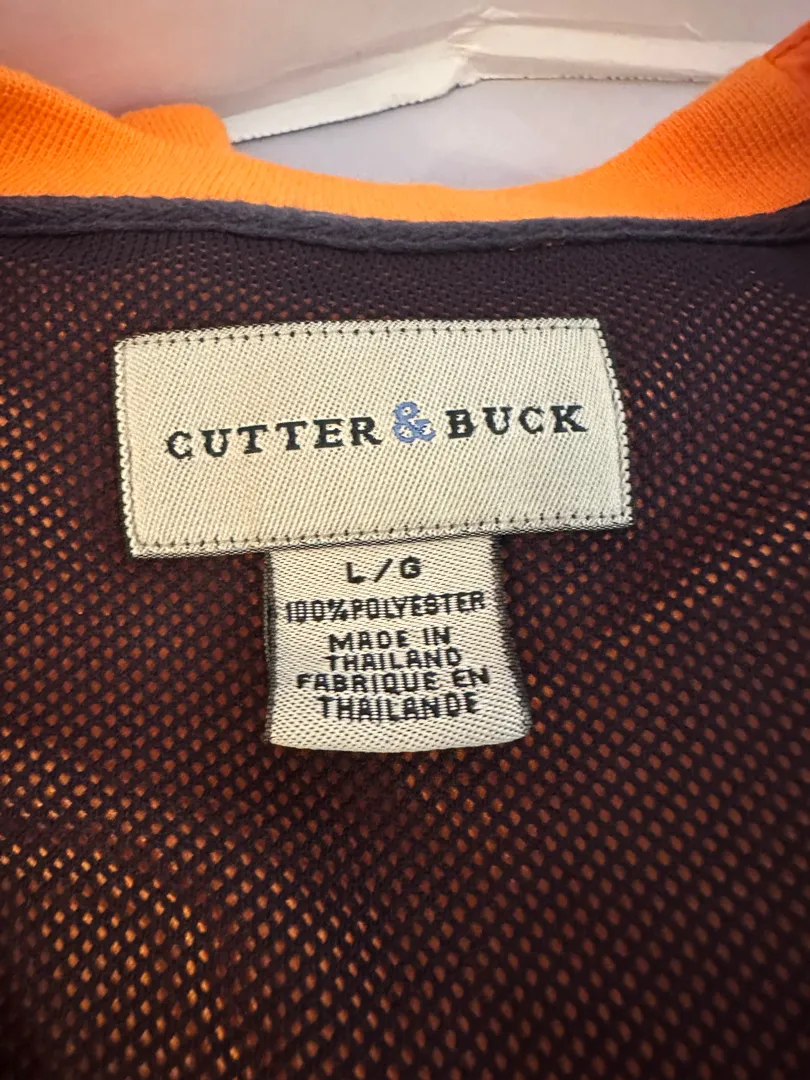 CUTTER & BUCK
L/G
100% POLYESTER
MADE IN
THAILAND
FABRIQUE EN
THAILANDE